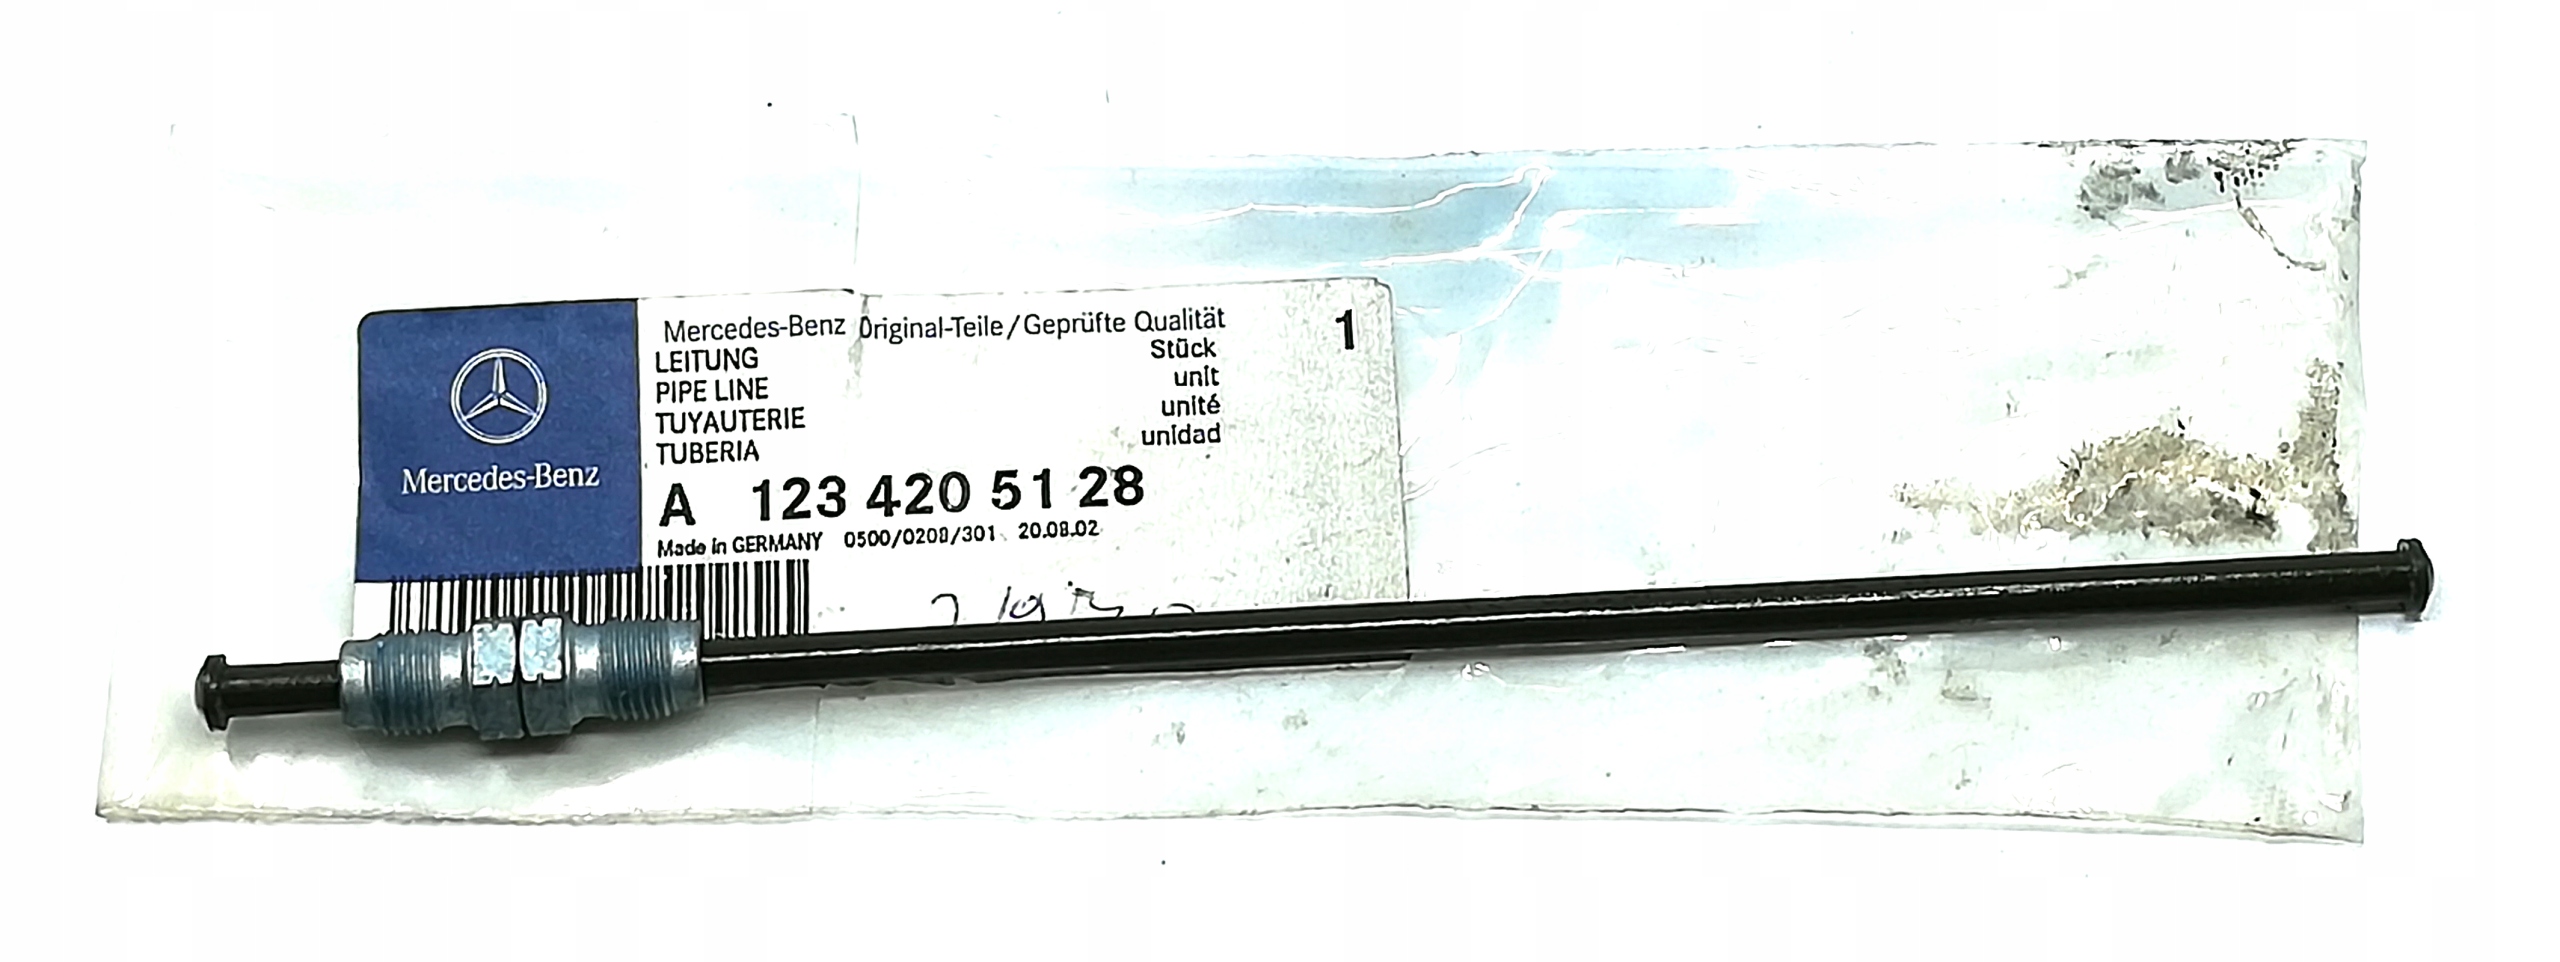 Mercedes-Benz Original-Teile/Geprüfte Qualität
1
LEITUNG
Stück
PIPE LINE
unit
TUYAUTERIE
unité
TUBERIA
unidad
Mercedes-Benz
A 123 420 51 28
Made in GERMANY 0500/0208/301 20.08.02